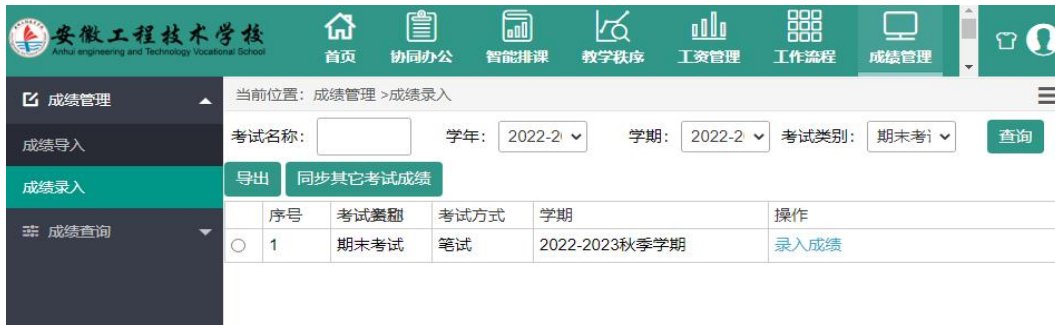 安徽工程技术学校
Anhui engineering and Technology Vocational School
首页 协同办公 智能排课 教学秩序 工资管理 工作流程 成绩管理
成绩管理
成绩导入
成绩录入
成绩查询
当前位置：成绩管理 >成绩录入
考试名称： 学年： 2022-2 学期： 2022-2 考试类别： 期末考 查询
导出 同步其它考试成绩
序号 考试类别 考试方式 学期 操作
1 期末考试 笔试 2022-2023秋季学期 录入成绩